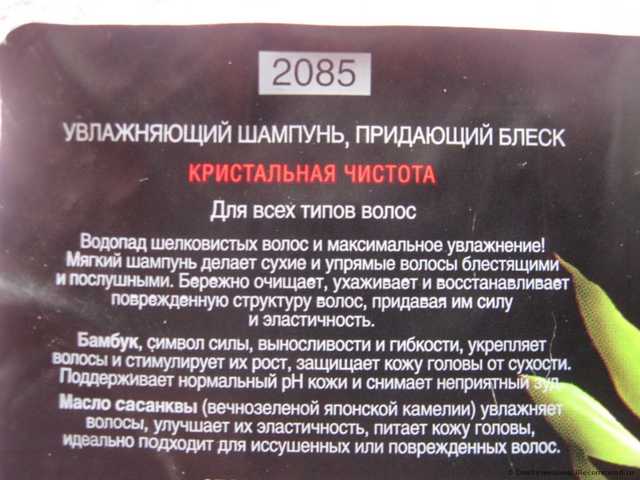 2085
УВЛАЖНЯЮЩИЙ ШАМПУНЬ, ПРИДАЮЩИЙ БЛЕСК
КРИСТАЛЬНАЯ ЧИСТОТА
Для всех типов волос
Водопад шелковистых волос и максимальное увлажнение!
Мягкий шампунь делает сухие и упрямые волосы блестящими
и послушными. Бережно очищает, ухаживает и восстанавливает
поврежденную структуру волос, придавая им силу
и эластичность.
Бамбук, символ силы, выносливости и гибкости, укрепляет
волосы и стимулирует их рост, защищает кожу головы от сухости.
Поддерживает нормальный pH кожи и снимает неприятный зуд.
Масло сасанквы (вечнозеленой японской камелии) увлажняет
волосы, улучшает их эластичность, питает кожу головы,
идеально подходит для иссушенных или поврежденных волос.